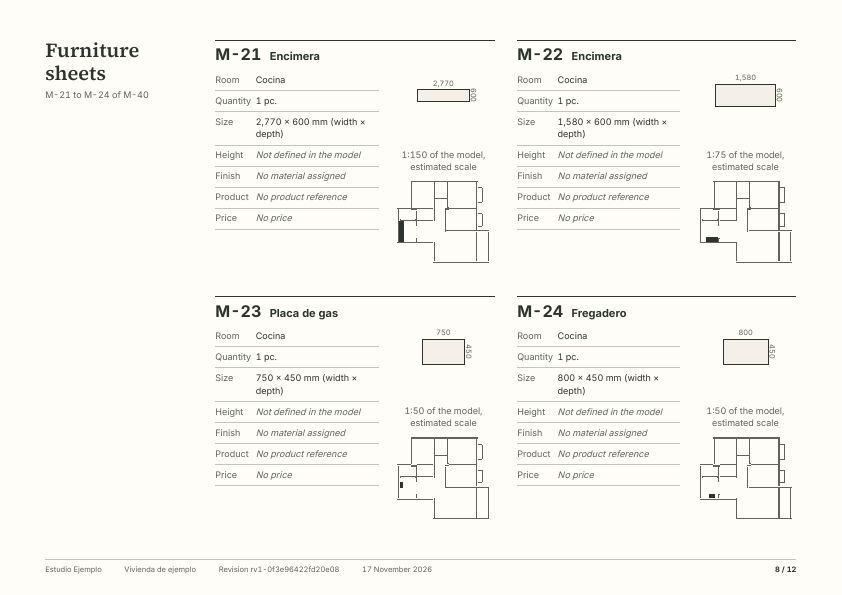 Furniture
sheets
M-21 to M-24 of M-40
M-21 Encimera
Room Cocina
Quantity 1 pc.
Size 2,770 × 600 mm (width ×
depth)
Height Not defined in the model
Finish No material assigned
Product No product reference
Price No price
2,770
600
1:150 of the model,
estimated scale
M-22 Encimera
Room Cocina
Quantity 1 pc.
Size 1,580 × 600 mm (width ×
depth)
Height Not defined in the model
Finish No material assigned
Product No product reference
Price No price
1,580
600
1:75 of the model,
estimated scale
M-23 Placa de gas
Room Cocina
Quantity 1 pc.
Size 750 × 450 mm (width ×
depth)
Height Not defined in the model
Finish No material assigned
Product No product reference
Price No price
750
450
1:50 of the model,
estimated scale
M-24 Fregadero
Room Cocina
Quantity 1 pc.
Size 800 × 450 mm (width ×
depth)
Height Not defined in the model
Finish No material assigned
Product No product reference
Price No price
800
450
1:50 of the model,
estimated scale
Estudio Ejemplo Vivienda de ejemplo Revision rv1-0f3e96422fd20e08 17 November 2026 8 / 12